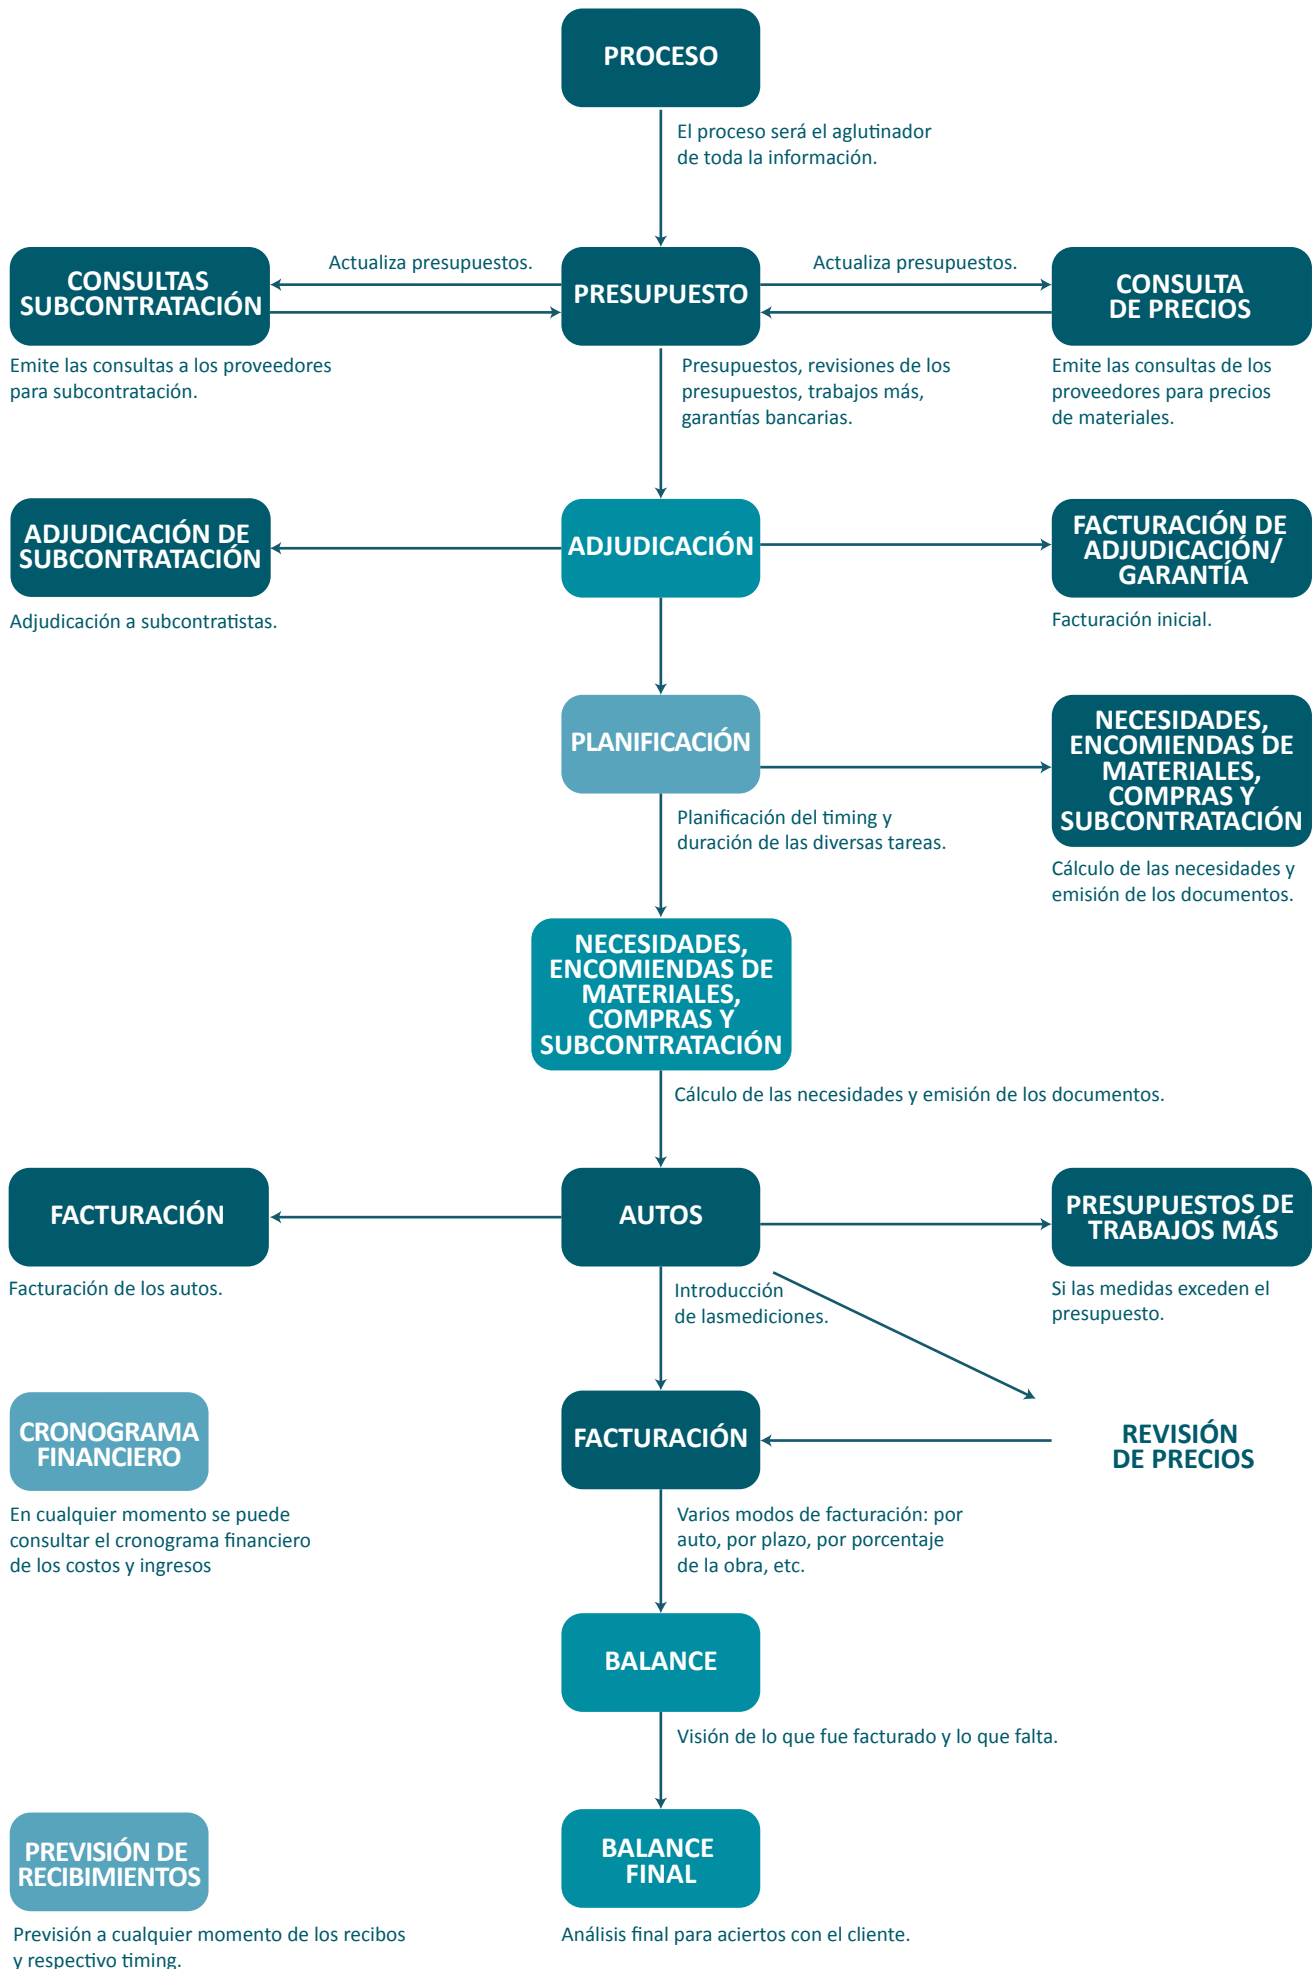 PROCESO
El proceso será el aglutinador
de toda la información.
CONSULTAS
SUBCONTRATACIÓN
Actualiza presupuestos.
PRESUPUESTO
Actualiza presupuestos.
CONSULTA
DE PRECIOS
Emite las consultas a los proveedores
para subcontratación.
Presupuestos, revisiones de los
presupuestos, trabajos más,
garantías bancarias.
Emite las consultas de los
proveedores para precios
de materiales.
ADJUDICACIÓN DE
SUBCONTRATACIÓN
ADJUDICACIÓN
FACTURACIÓN DE
ADJUDICACIÓN/
GARANTÍA
Adjudicación a subcontratistas.
Facturación inicial.
PLANIFICACIÓN
NECESIDADES,
ENCOMIENDAS DE
MATERIALES,
COMPRAS Y
SUBCONTRATACIÓN
Planificación del timing y
duración de las diversas tareas.
Cálculo de las necesidades y
emisión de los documentos.
NECESIDADES,
ENCOMIENDAS DE
MATERIALES,
COMPRAS Y
SUBCONTRATACIÓN
Cálculo de las necesidades y emisión de los documentos.
FACTURACIÓN
AUTOS
PRESUPUESTOS DE
TRABAJOS MÁS
Facturación de los autos.
Introducción
de lasmediciones.
Si las medidas exceden el
presupuesto.
CRONOGRAMA
FINANCIERO
FACTURACIÓN
REVISIÓN
DE PRECIOS
En cualquier momento se puede
consultar el cronograma financiero
de los costos y ingresos
Varios modos de facturación: por
auto, por plazo, por porcentaje
de la obra, etc.
BALANCE
Visión de lo que fue facturado y lo que falta.
PREVISIÓN DE
RECIBIMIENTOS
BALANCE
FINAL
Previsión a cualquier momento de los recibos
y respectivo timing.
Análisis final para aciertos con el cliente.